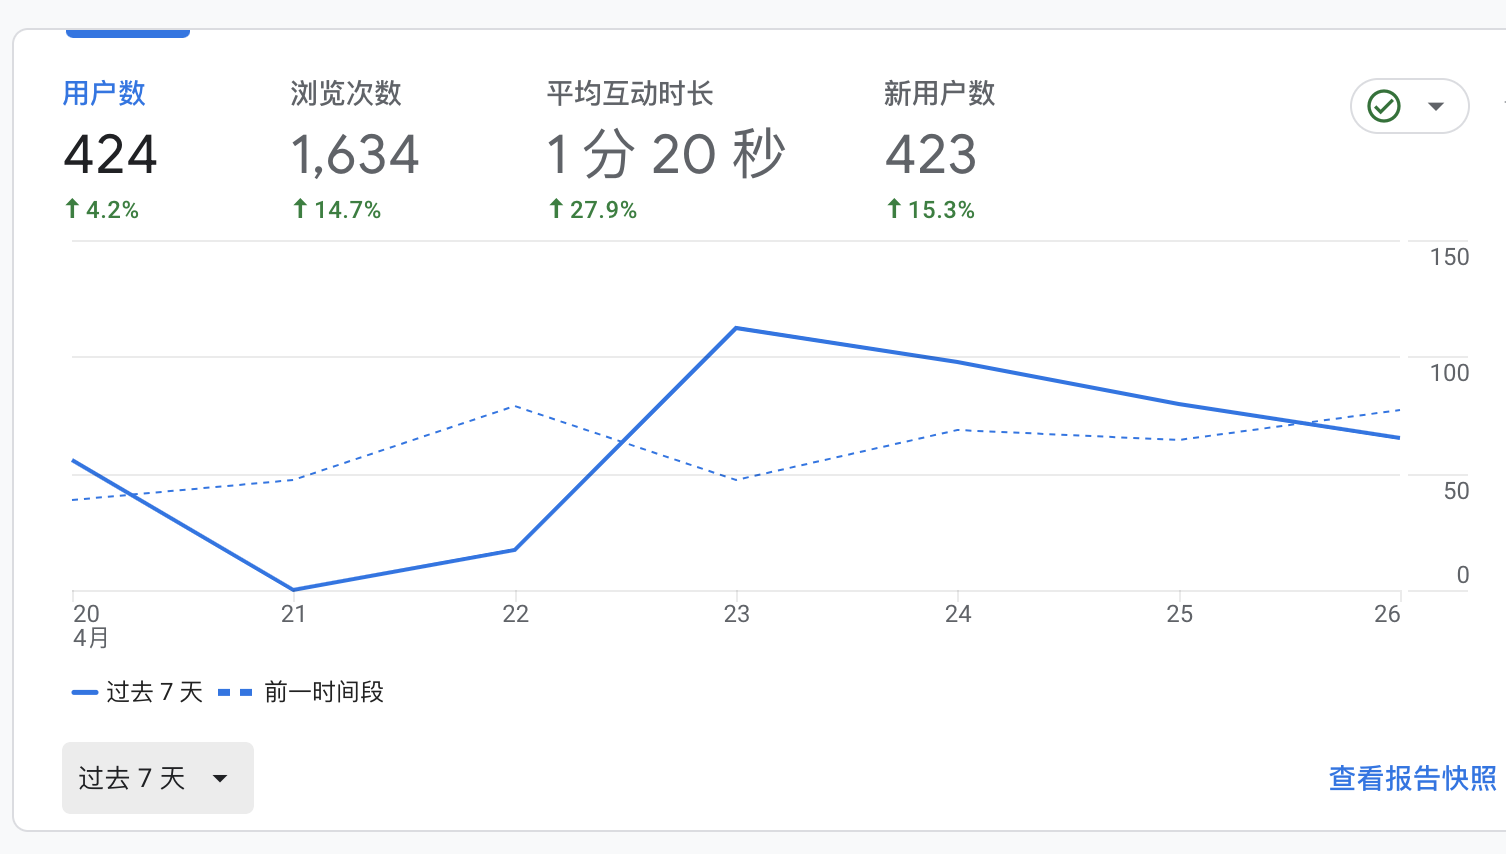 用户数
424
↑ 4.2%
浏览次数
1,634
↑ 14.7%
平均互动时长
1 分 20 秒
↑ 27.9%
新用户数
423
↑ 15.3%
150
100
50
0
20
4月
21
22
23
24
25
26
过去 7 天
前一时间段
过去 7 天
查看报告快照